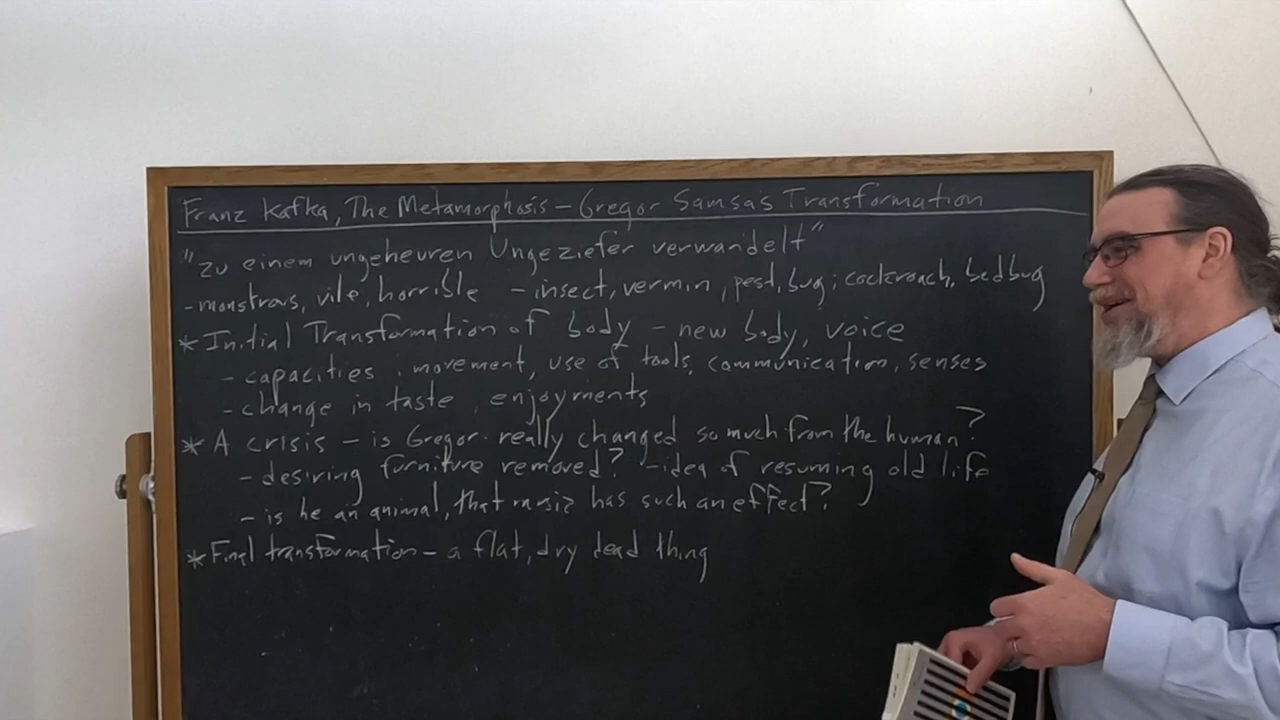 Franz Kafka, The Metamorphosis - Gregor Samsa's Transformation
"zu einem ungeheuren Ungeziefer verwandelt"
- monstrous, vile, horrible - insect, vermin, pest, bug; cockroach, bedbug
* Initial Transformation of body - new body, voice
- capacities, movement, use of tools, communication, senses
- change in taste, enjoyments
* A crisis - is Gregor really changed so much from the human?
- desiring furniture removed? - idea of resuming old life
- is he an animal, that music has such an effect?
* Final transformation - a flat, dry dead thing